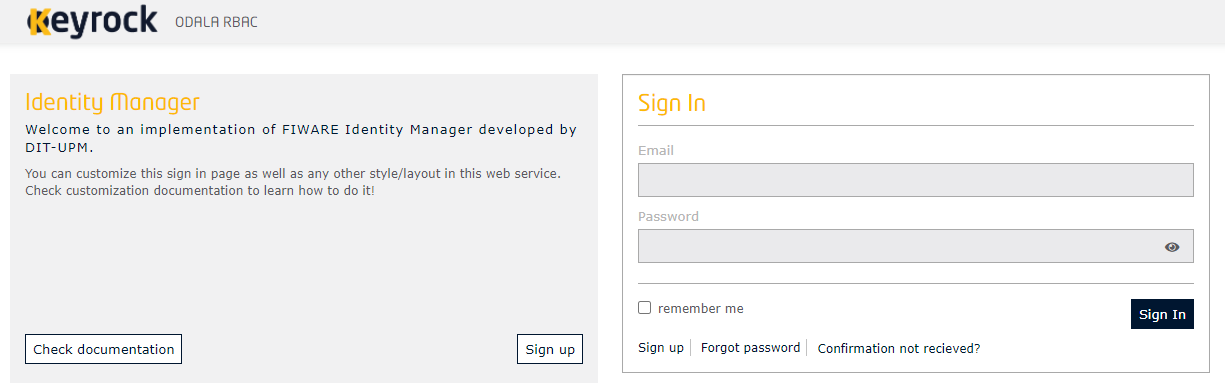 Keyrock ODALA RBAC
Identity Manager
Welcome to an implementation of FIWARE Identity Manager developed by
DIT-UPM.
You can customize this sign in page as well as any other style/layout in this web service.
Check customization documentation to learn how to do it!
Check documentation
Sign up
Sign In
Email
Password
remember me
Sign In
Sign up
Forgot password
Confirmation not recieved?